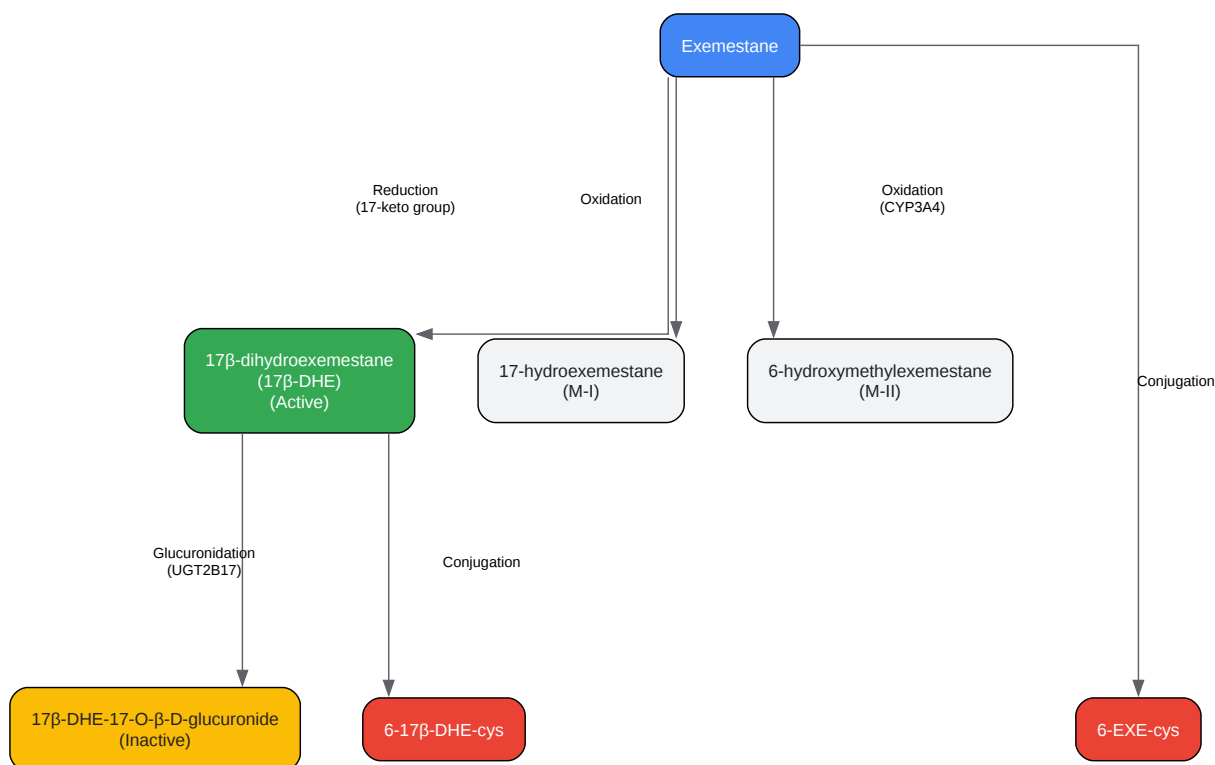 Exemestane
Reduction
(17-keto group)
Oxidation
Oxidation
(CYP3A4)
17β-dihydroexemestane
(17β-DHE)
(Active)
17-hydroexemestane
(M-I)
6-hydroxymethylexemestane
(M-II)
Conjugation
Glucuronidation
(UGT2B17)
Conjugation
17β-DHE-17-O-β-D-glucuronide
(Inactive)
6-17β-DHE-cys
6-EXE-cys